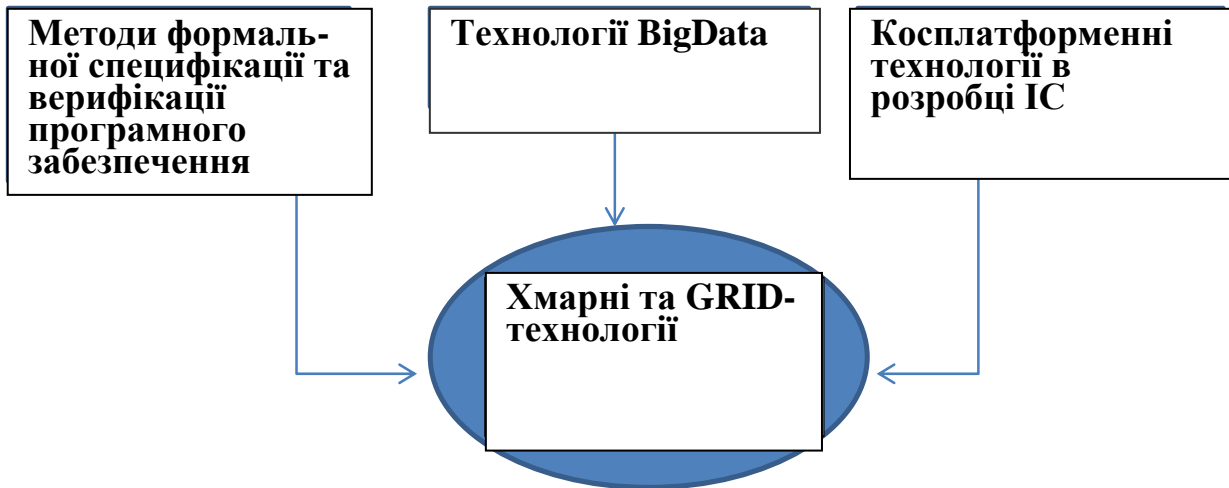 Методи формаль-
ної специфікації та
верифікації
програмного
забезпечення
Технології BigData
Косплатформенні
технології в
розробці ІС
Хмарні та GRID-
технології